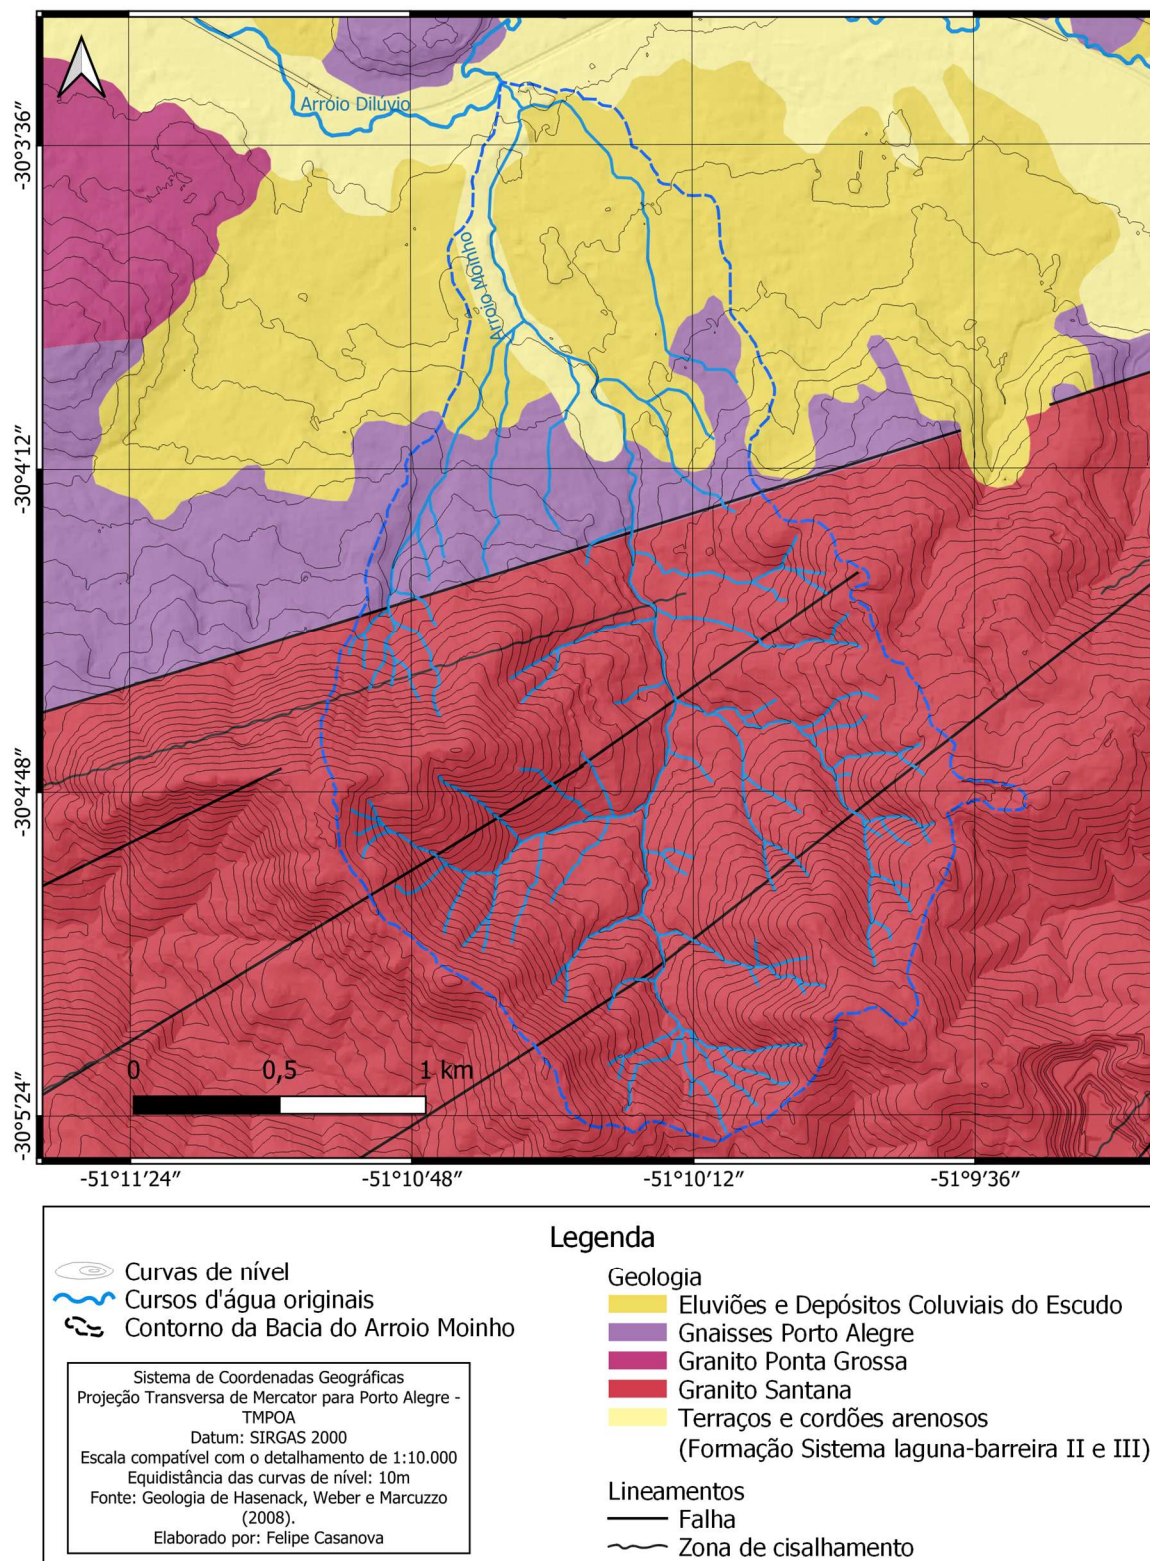 Arroio Dilúvio
Arroio Moinho
-30°3'36"
-30°4'12"
-30°4'48"
-30°5'24"
0 0,5 1 km
-51°11'24" -51°10'48" -51°10'12" -51°9'36"
Legenda
Curvas de nível
Cursos d'água originais
Contorno da Bacia do Arroio Moinho
Sistema de Coordenadas Geográficas
Projeção Transversa de Mercator para Porto Alegre -
TMPOA
Datum: SIRGAS 2000
Escala compatível com o detalhamento de 1:10.000
Equidistância das curvas de nível: 10m
Fonte: Geologia de Hasenack, Weber e Marcuzzo
(2008).
Elaborado por: Felipe Casanova
Geologia
Eluviões e Depósitos Coluviais do Escudo
Gnaisses Porto Alegre
Granito Ponta Grossa
Granito Santana
Terraços e cordões arenosos
(Formação Sistema laguna-barreira II e III)
Lineamentos
Falha
Zona de cisalhamento